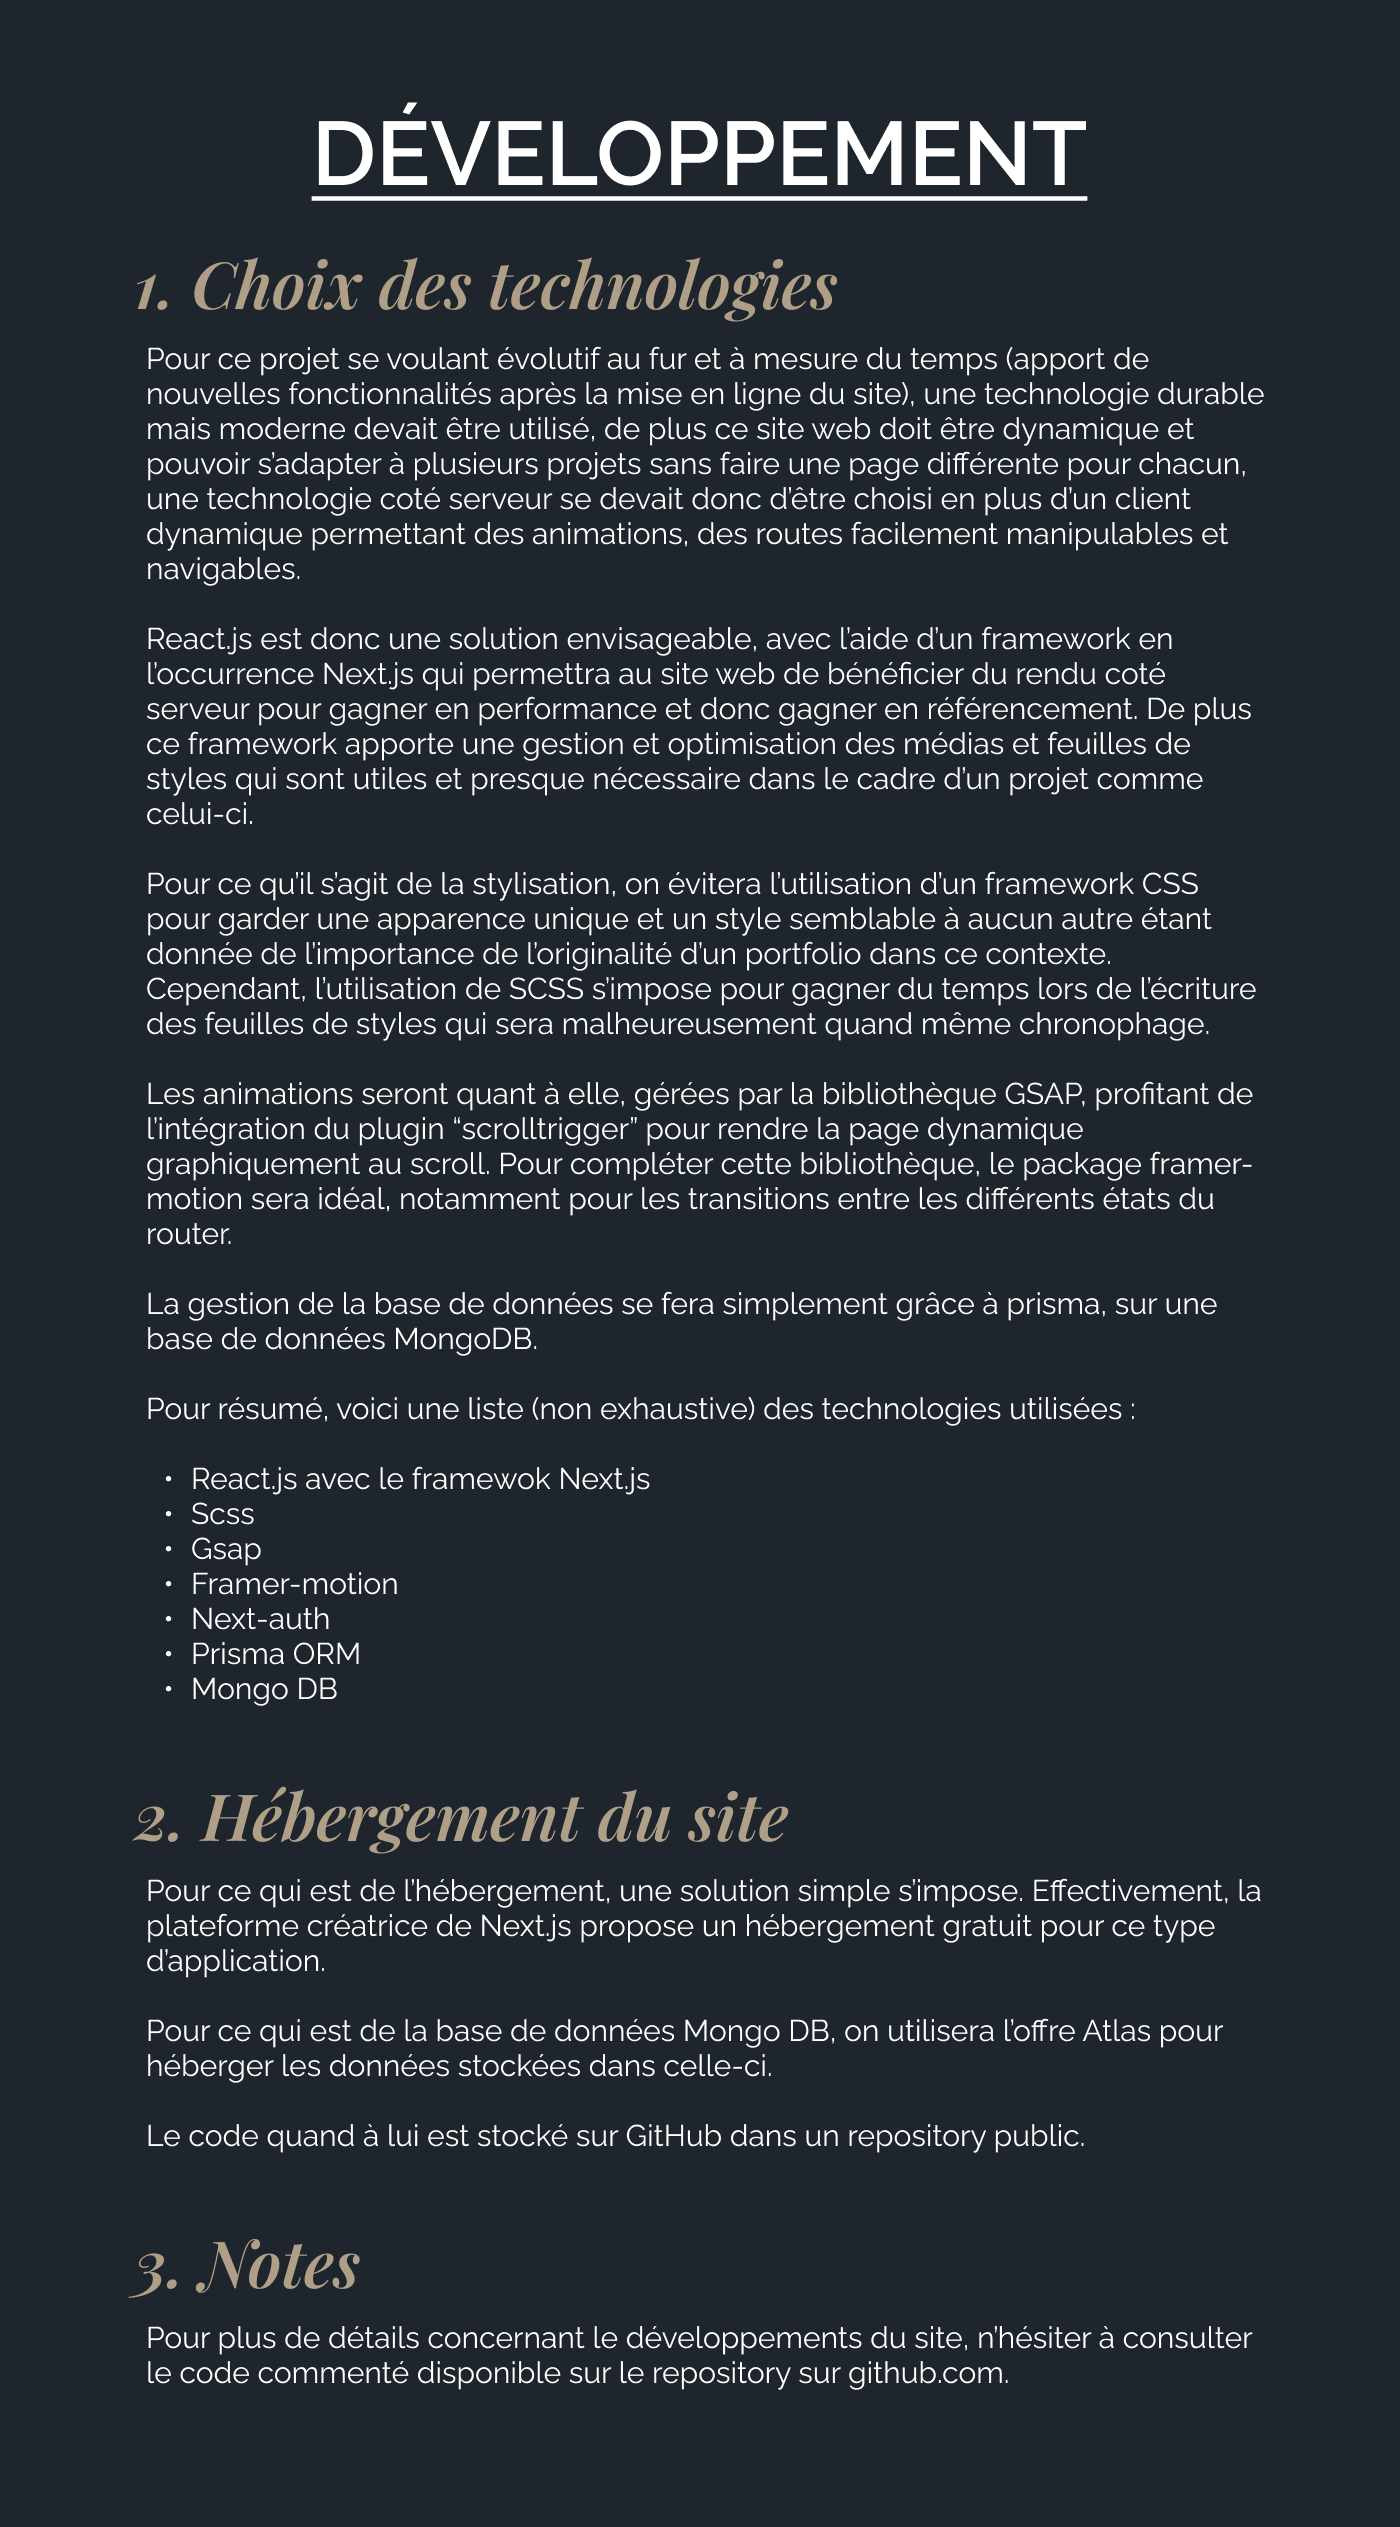 DÉVELOPPEMENT
1. Choix des technologies
Pour ce projet se voulant évolutif au fur et à mesure du temps (apport de
nouvelles fonctionnalités après la mise en ligne du site), une technologie durable
mais moderne devait être utilisé, de plus ce site web doit être dynamique et
pouvoir s’adapter à plusieurs projets sans faire une page différente pour chacun,
une technologie coté serveur se devait donc d’être choisi en plus d’un client
dynamique permettant des animations, des routes facilement manipulables et
navigables.
React.js est donc une solution envisageable, avec l’aide d’un framework en
l’occurrence Next.js qui permettra au site web de bénéficier du rendu coté
serveur pour gagner en performance et donc gagner en référencement. De plus
ce framework apporte une gestion et optimisation des médias et feuilles de
styles qui sont utiles et presque nécessaire dans le cadre d’un projet comme
celui-ci.
Pour ce qu’il s’agit de la stylisation, on évitera l’utilisation d’un framework CSS
pour garder une apparence unique et un style semblable à aucun autre étant
donnée de l’importance de l’originalité d’un portfolio dans ce contexte.
Cependant, l’utilisation de SCSS s’impose pour gagner du temps lors de l’écriture
des feuilles de styles qui sera malheureusement quand même chronophage.
Les animations seront quant à elle, gérées par la bibliothèque GSAP, profitant de
l’intégration du plugin “scrolltrigger” pour rendre la page dynamique
graphiquement au scroll. Pour compléter cette bibliothèque, le package framer-
motion sera idéal, notamment pour les transitions entre les différents états du
router.
La gestion de la base de données se fera simplement grâce à prisma, sur une
base de données MongoDB.
Pour résumé, voici une liste (non exhaustive) des technologies utilisées :
• React.js avec le framewok Next.js
• Scss
• Gsap
• Framer-motion
• Next-auth
• Prisma ORM
• Mongo DB
2. Hébergement du site
Pour ce qui est de l’hébergement, une solution simple s’impose. Effectivement, la
plateforme créatrice de Next.js propose un hébergement gratuit pour ce type
d’application.
Pour ce qui est de la base de données Mongo DB, on utilisera l’offre Atlas pour
héberger les données stockées dans celle-ci.
Le code quand à lui est stocké sur GitHub dans un repository public.
3. Notes
Pour plus de détails concernant le développements du site, n’hésiter à consulter
le code commenté disponible sur le repository sur github.com.